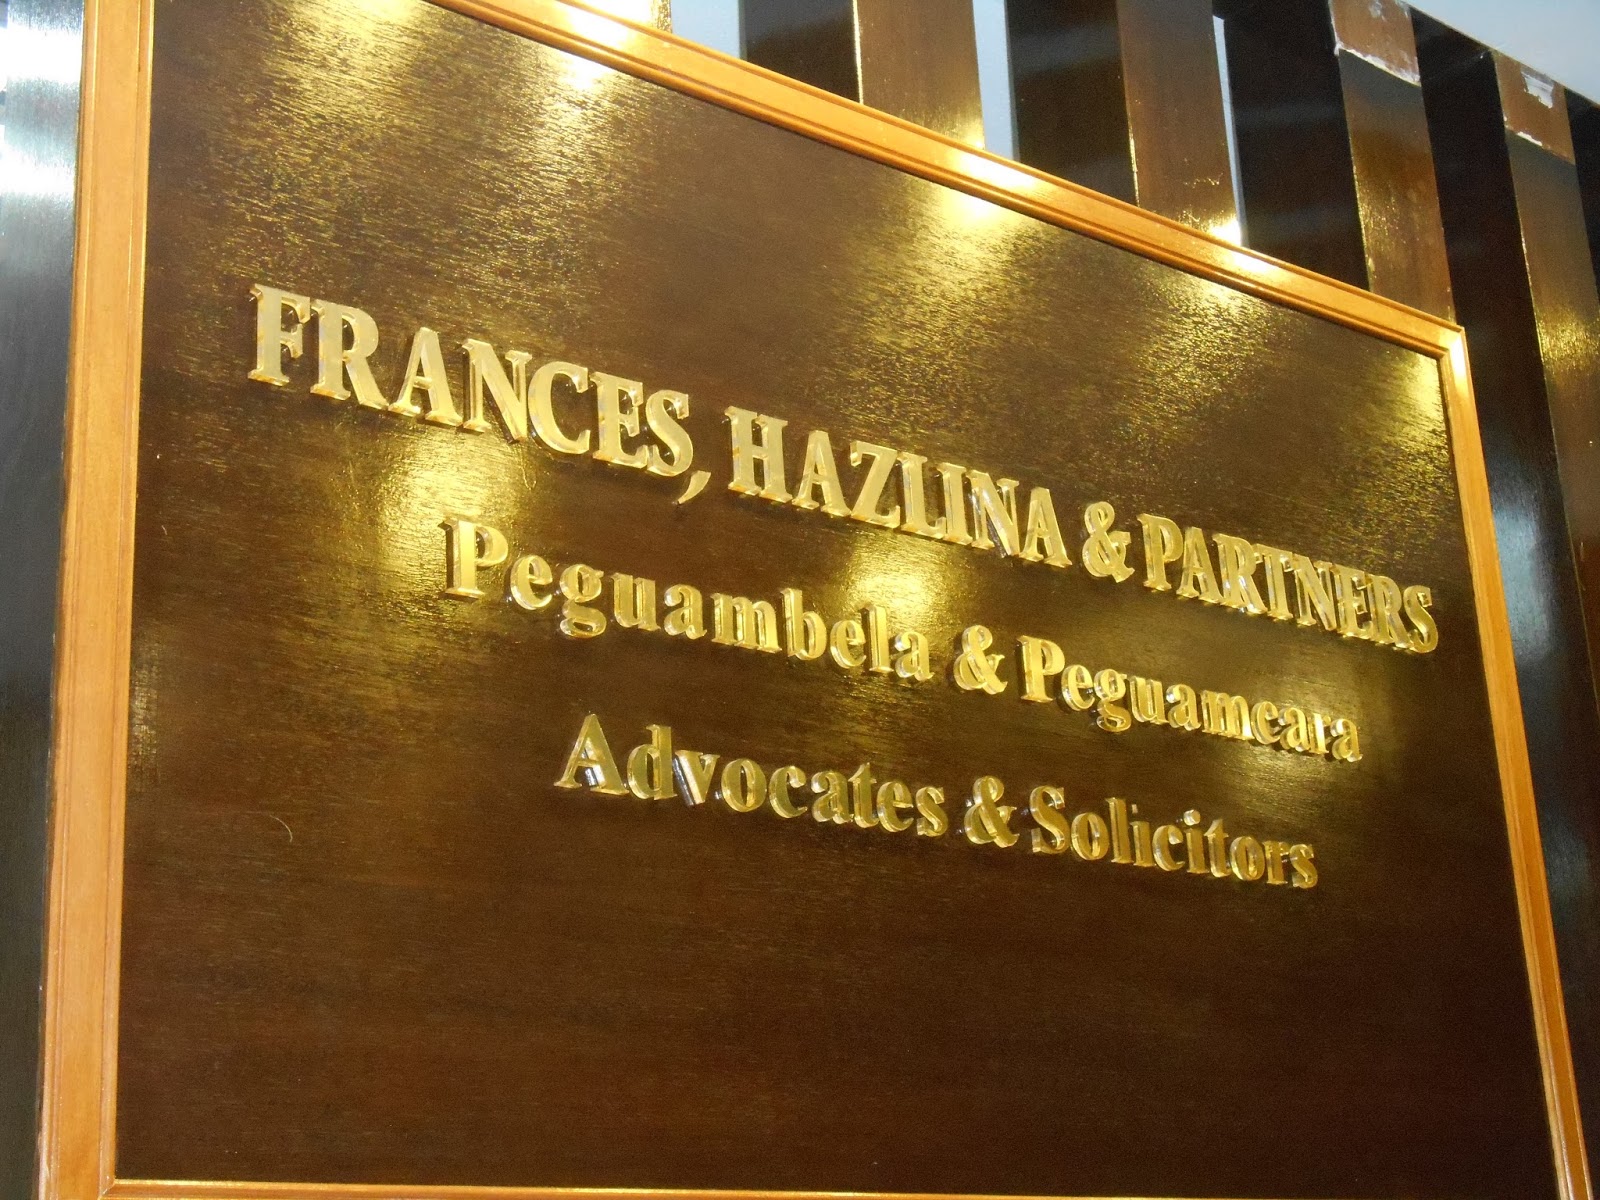 FRANCES, HAZLINA & PARTNERS
Peguambela & Peguamcara
Advocates & Solicitors